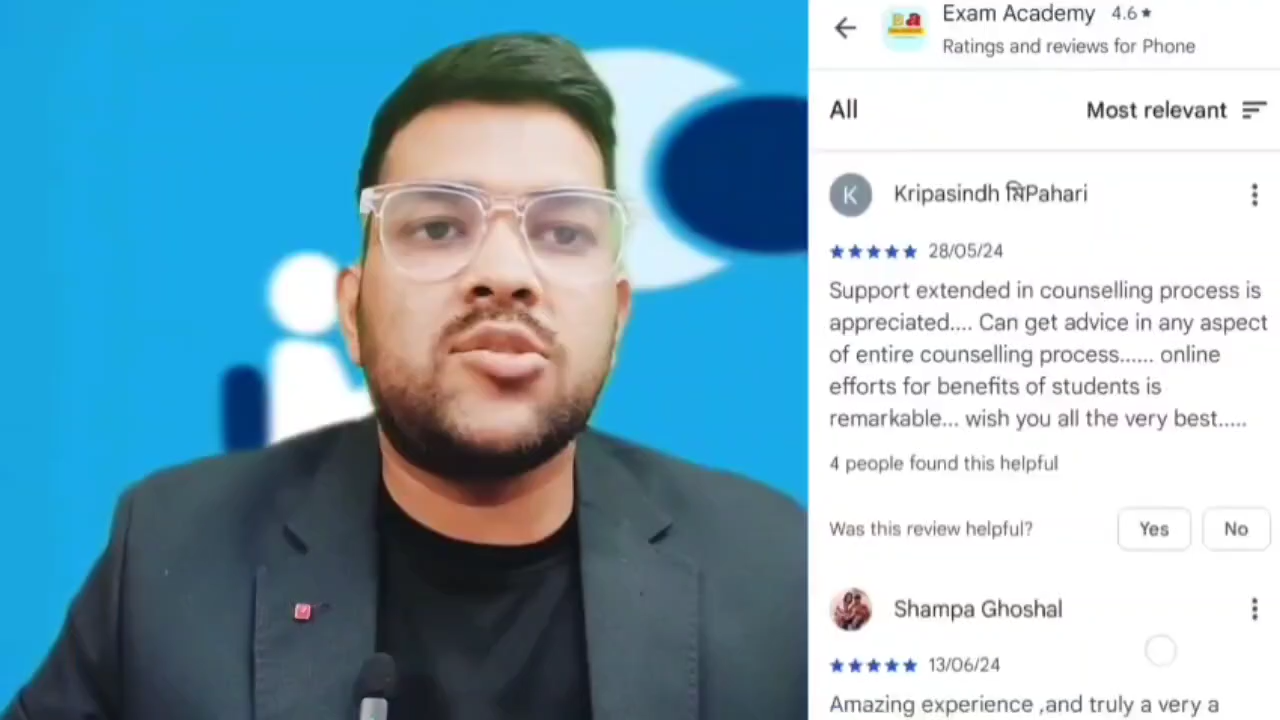 Exam Academy 4.6★
Ratings and reviews for Phone
All
Most relevant
K
Kripasindh মিPahari
★★★★★ 28/05/24
Support extended in counselling process is
appreciated.... Can get advice in any aspect
of entire counselling process...... online
efforts for benefits of students is
remarkable... wish you all the very best.....
4 people found this helpful
Was this review helpful?
Yes
No
Shampa Ghoshal
★★★★★ 13/06/24
Amazing experience ,and truly a very a